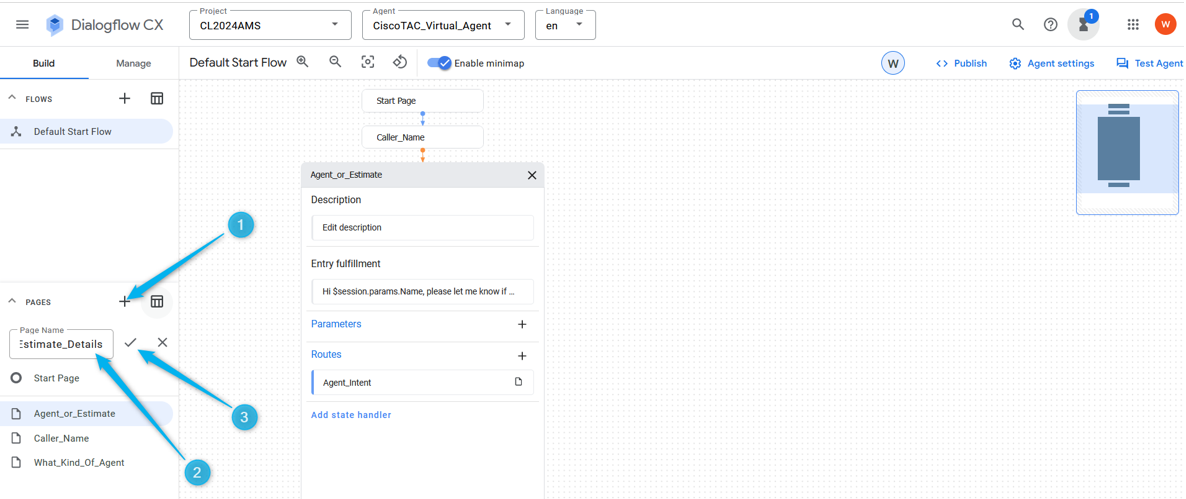 Project
Agent
Language
Dialogflow CX
CL2024AMS
CiscoTAC_Virtual_Agent
en
1
W
Build
Manage
Default Start Flow
Enable minimap
W
Publish
Agent settings
Test Agent
FLOWS
Default Start Flow
Start Page
Caller_Name
Agent_or_Estimate
Description
Edit description
Entry fulfillment
Hi $session.params.Name, please let me know if ...
Parameters
Routes
Agent_Intent
Add state handler
1
PAGES
Page Name
Estimate_Details
Start Page
Agent_or_Estimate
Caller_Name
What_Kind_Of_Agent
3
2